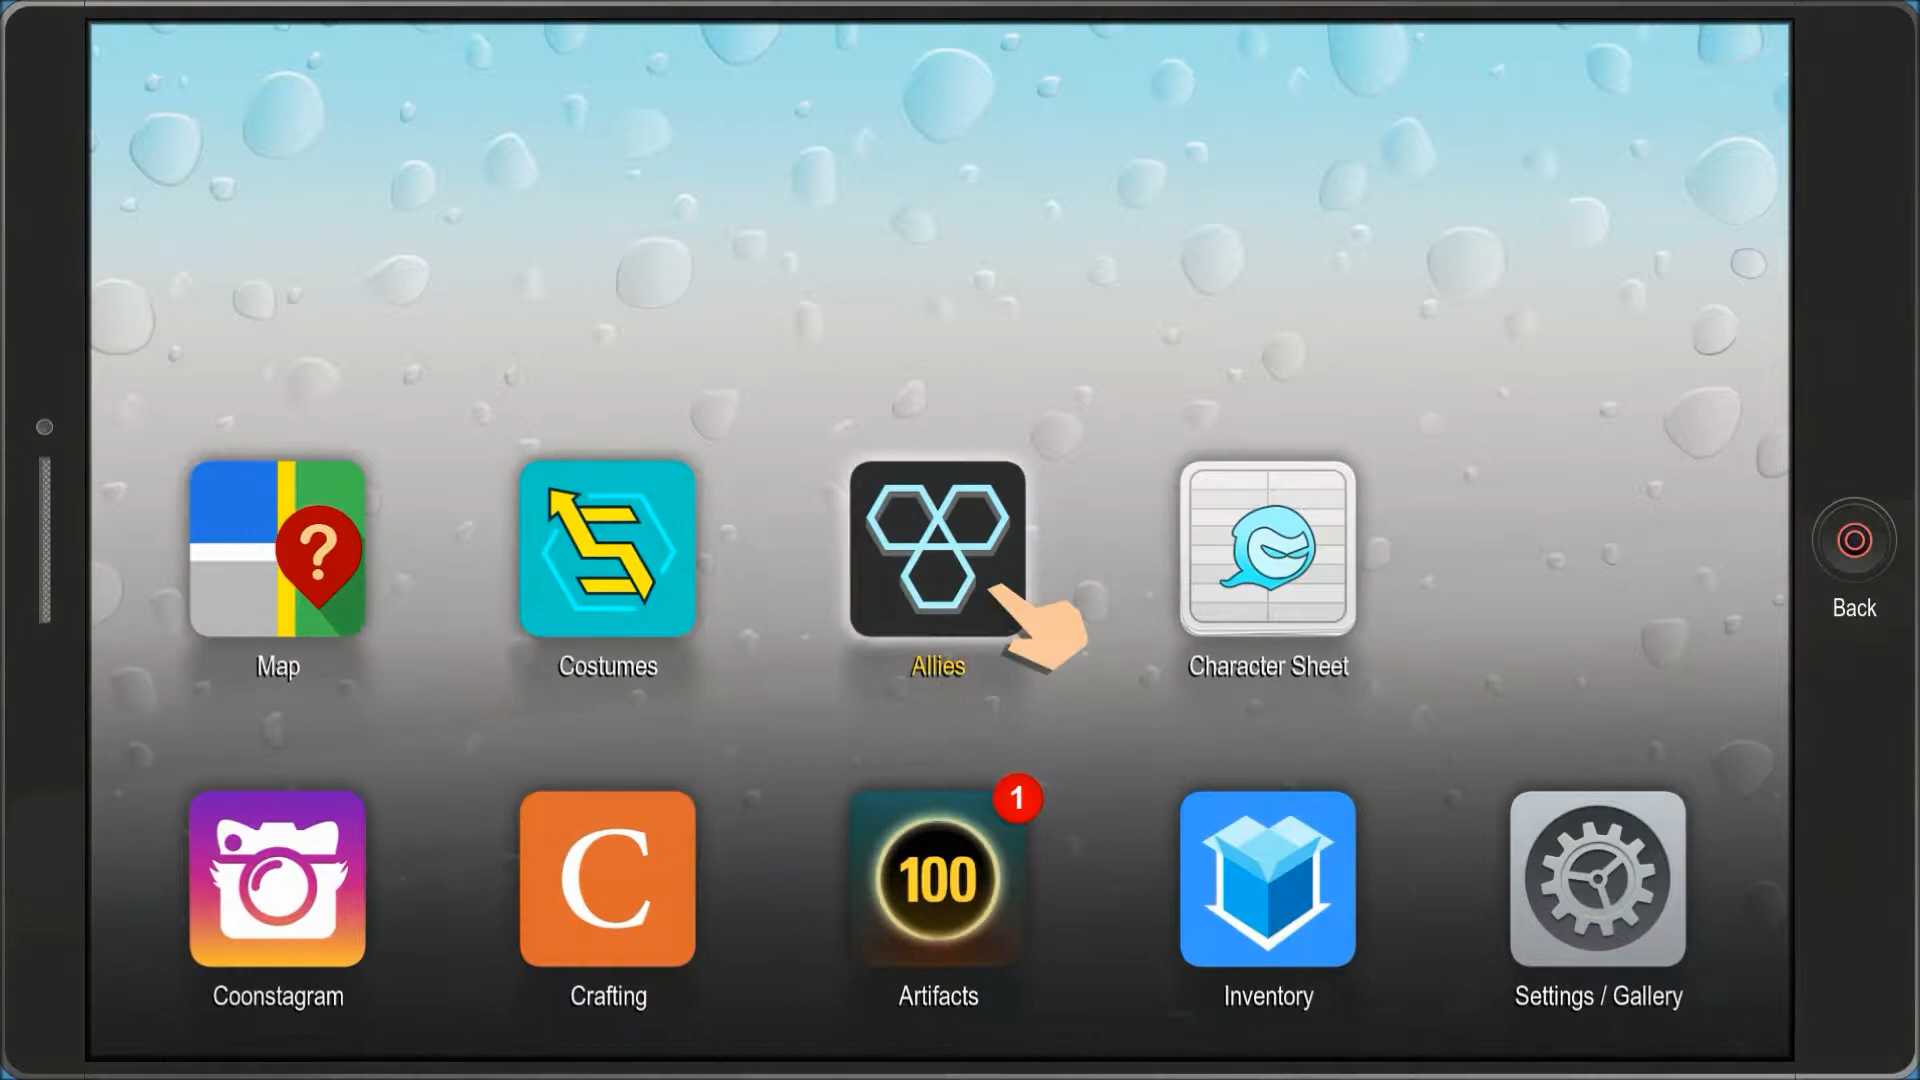 ?
Map
Costumes
Allies
Character Sheet
Back
1
C
100
Coonstagram
Crafting
Artifacts
Inventory
Settings / Gallery